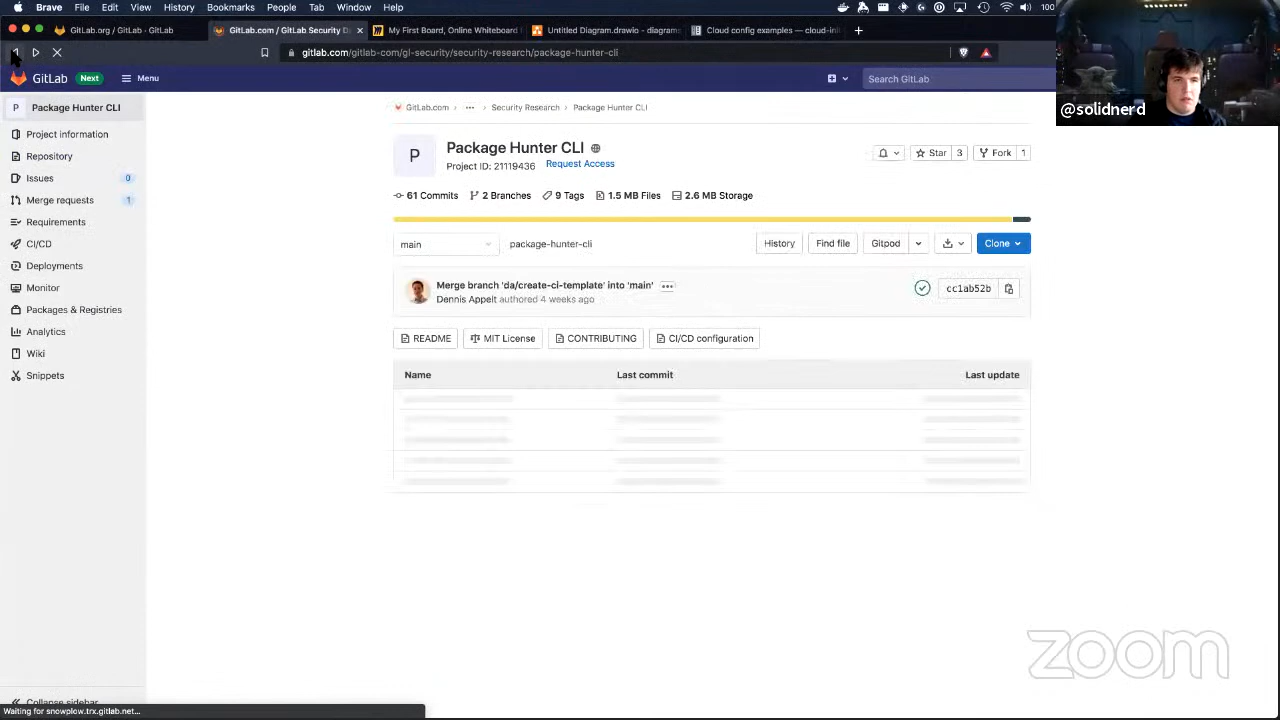 Brave File Edit View History Bookmarks People Tab Window Help 100
GitLab.org / GitLab · GitLab
GitLab.com / GitLab Security D
My First Board, Online Whiteboard
Untitled Diagram.drawio - diagrams
Cloud config examples — cloud-ini
gitlab.com/gitlab-com/gl-security/security-research/package-hunter-cli
GitLab Next Menu Search GitLab
@solidnerd
P Package Hunter CLI
Project information
Repository
Issues 0
Merge requests 1
Requirements
CI/CD
Deployments
Monitor
Packages & Registries
Analytics
Wiki
Snippets
Collapse sidebar
GitLab.com ··· Security Research Package Hunter CLI
P
Package Hunter CLI
Project ID: 21119436 Request Access
Star 3 Fork 1
61 Commits 2 Branches 9 Tags 1.5 MB Files 2.6 MB Storage
main package-hunter-cli History Find file Gitpod Clone
Merge branch 'da/create-ci-template' into 'main' ···
Dennis Appelt authored 4 weeks ago
cc1ab52b
README MIT License CONTRIBUTING CI/CD configuration
Name Last commit Last update
zoom
Waiting for snowplow.trx.gitlab.net...